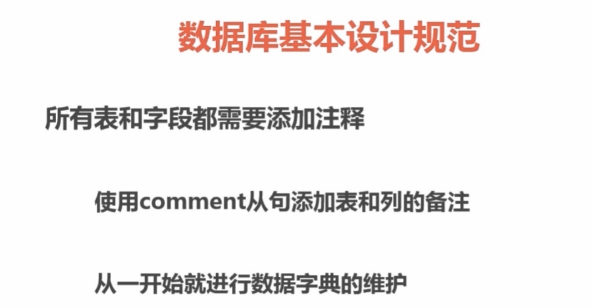 数据库基本设计规范
所有表和字段都需要添加注释
使用comment从句添加表和列的备注
从一开始就进行数据字典的维护